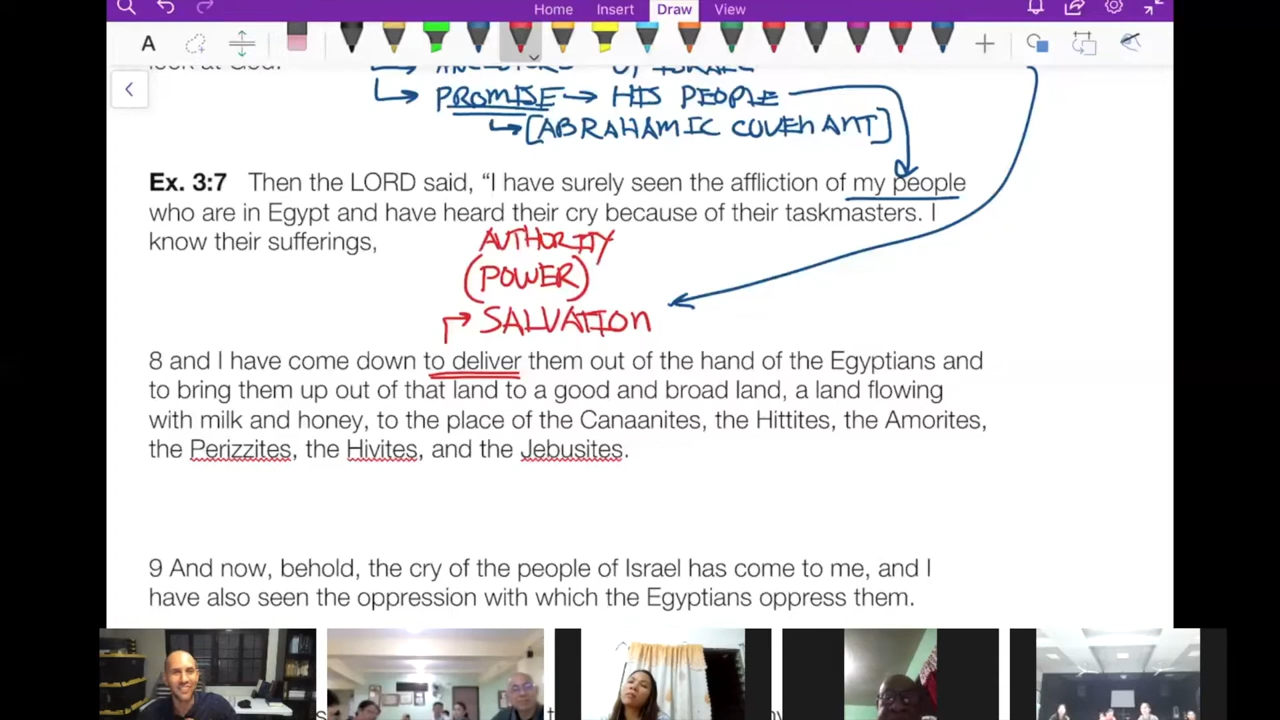 Home Insert Draw View
A
look at God.
ANCESTORS OF ISRAEL
PROMISE → HIS PEOPLE
[ABRAHAMIC COVENANT]
Ex. 3:7 Then the LORD said, “I have surely seen the affliction of my people
who are in Egypt and have heard their cry because of their taskmasters. I
know their sufferings,
AUTHORITY
(POWER)
SALVATION
8 and I have come down to deliver them out of the hand of the Egyptians and
to bring them up out of that land to a good and broad land, a land flowing
with milk and honey, to the place of the Canaanites, the Hittites, the Amorites,
the Perizzites, the Hivites, and the Jebusites.
9 And now, behold, the cry of the people of Israel has come to me, and I
have also seen the oppression with which the Egyptians oppress them.